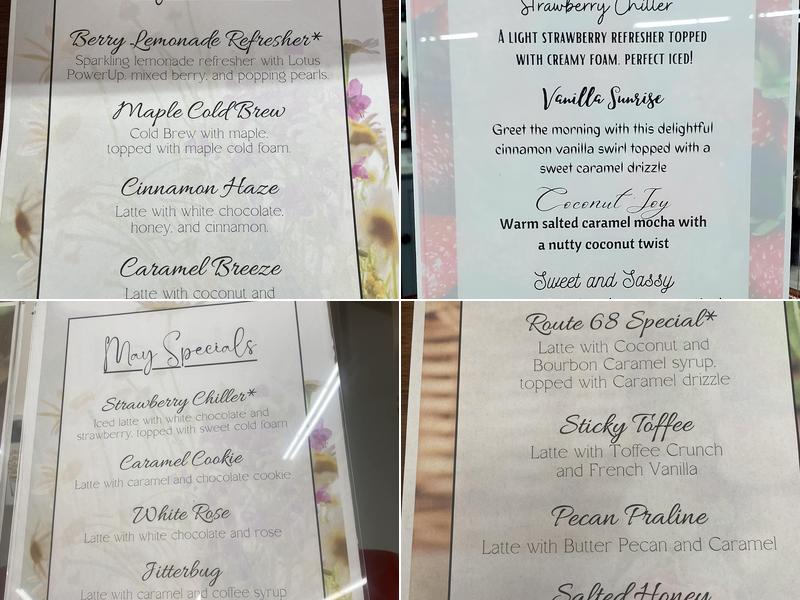 Berry Lemonade Refresher*
Sparkling lemonade refresher with Lotus
PowerUp, mixed berry, and popping pearls.
Maple Cold Brew
Cold Brew with maple,
topped with maple cold foam.
Cinnamon Haze
Latte with white chocolate,
honey, and cinnamon.
Caramel Breeze
Latte with coconut and
Strawberry Chiller
A LIGHT STRAWBERRY REFRESHER TOPPED
WITH CREAMY FOAM. PERFECT ICED!
Vanilla Sunrise
Greet the morning with this delightful
cinnamon vanilla swirl topped with a
sweet caramel drizzle
Coconut Joy
Warm salted caramel mocha with
a nutty coconut twist
Sweet and Sassy
May Specials
Strawberry Chiller*
Iced latte with white chocolate and
strawberry, topped with sweet cold foam
Caramel Cookie
Latte with caramel and chocolate cookie.
White Rose
Latte with white chocolate and rose
Jitterbug
Latte with caramel and coffee syrup
Route 68 Special*
Latte with Coconut and
Bourbon Caramel syrup,
topped with Caramel drizzle
Sticky Toffee
Latte with Toffee Crunch
and French Vanilla
Pecan Praline
Latte with Butter Pecan and Caramel
Salted Honey